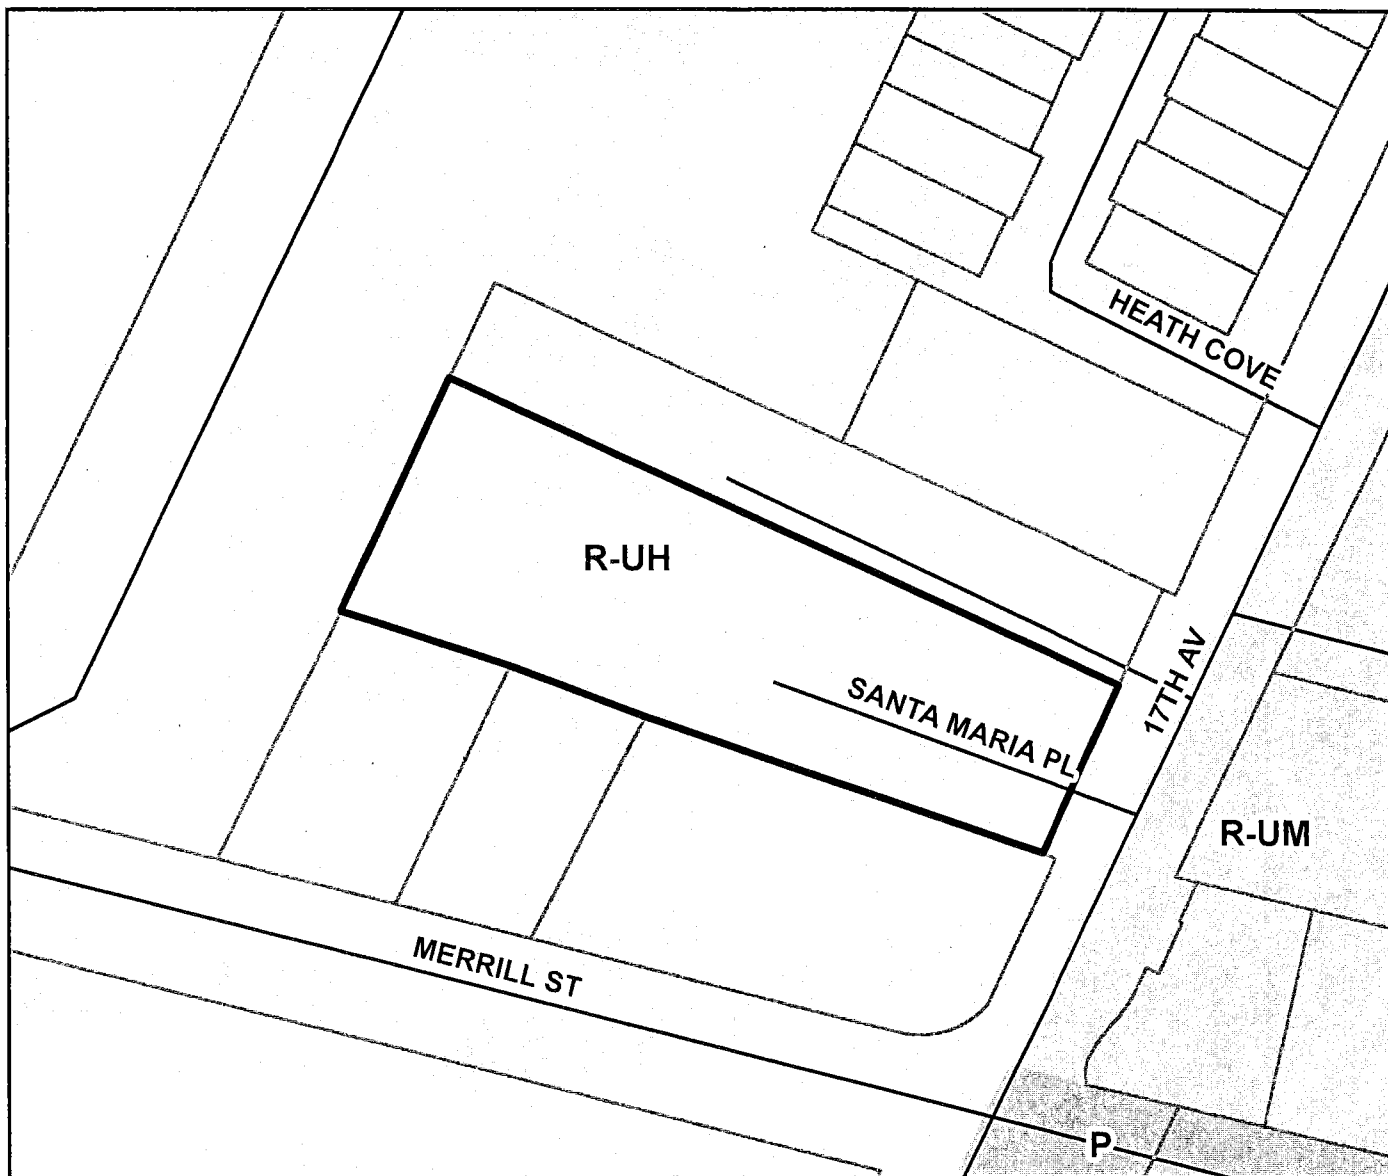 HEATH COVE
R-UH
17TH AV
SANTA MARIA PL
R-UM
MERRILL ST
P